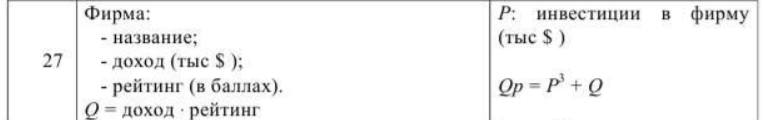 27
Фирма:
- название;
- доход (тыс $ );
- рейтинг (в баллах).
Q = доход · рейтинг
P: инвестиции в фирму
(тыс $ )
Qp = P³ + Q